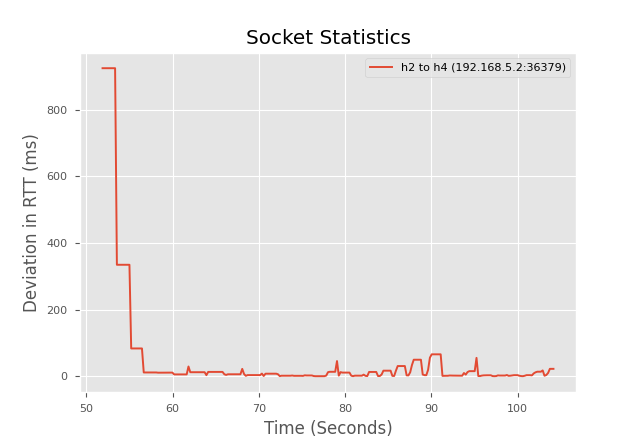 Socket Statistics
h2 to h4 (192.168.5.2:36379)
Deviation in RTT (ms)
800
600
400
200
0
50 60 70 80 90 100
Time (Seconds)